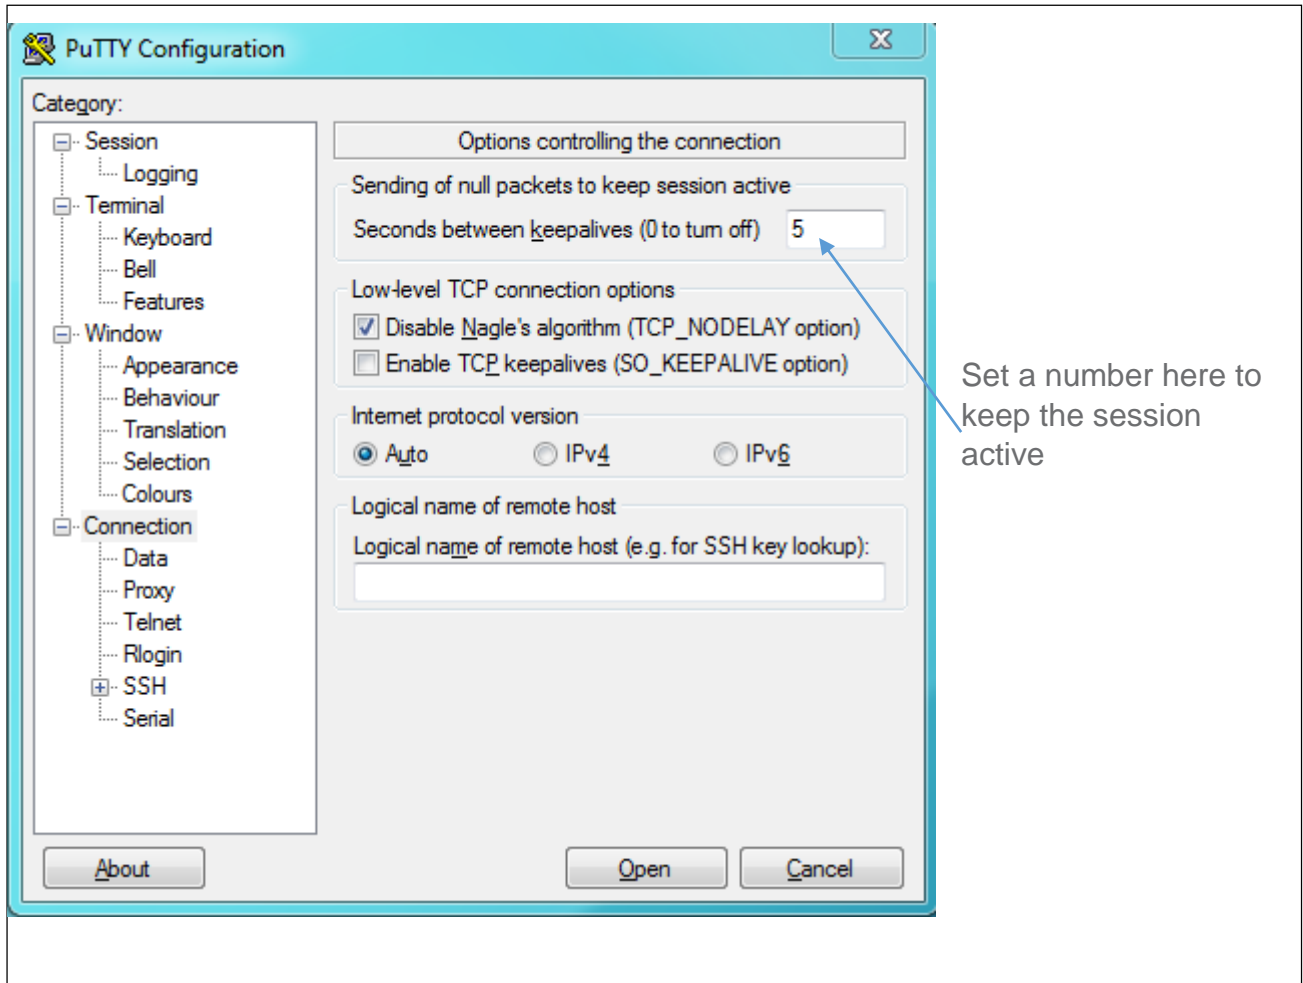 PuTTY Configuration
Category:
Session
Logging
Terminal
Keyboard
Bell
Features
Window
Appearance
Behaviour
Translation
Selection
Colours
Connection
Data
Proxy
Telnet
Rlogin
SSH
Serial
Options controlling the connection
Sending of null packets to keep session active
Seconds between keepalives (0 to turn off) 5
Low-level TCP connection options
Disable Nagle's algorithm (TCP_NODELAY option)
Enable TCP keepalives (SO_KEEPALIVE option)
Internet protocol version
Auto IPv4 IPv6
Logical name of remote host
Logical name of remote host (e.g. for SSH key lookup):
About Open Cancel
Set a number here to
keep the session
active